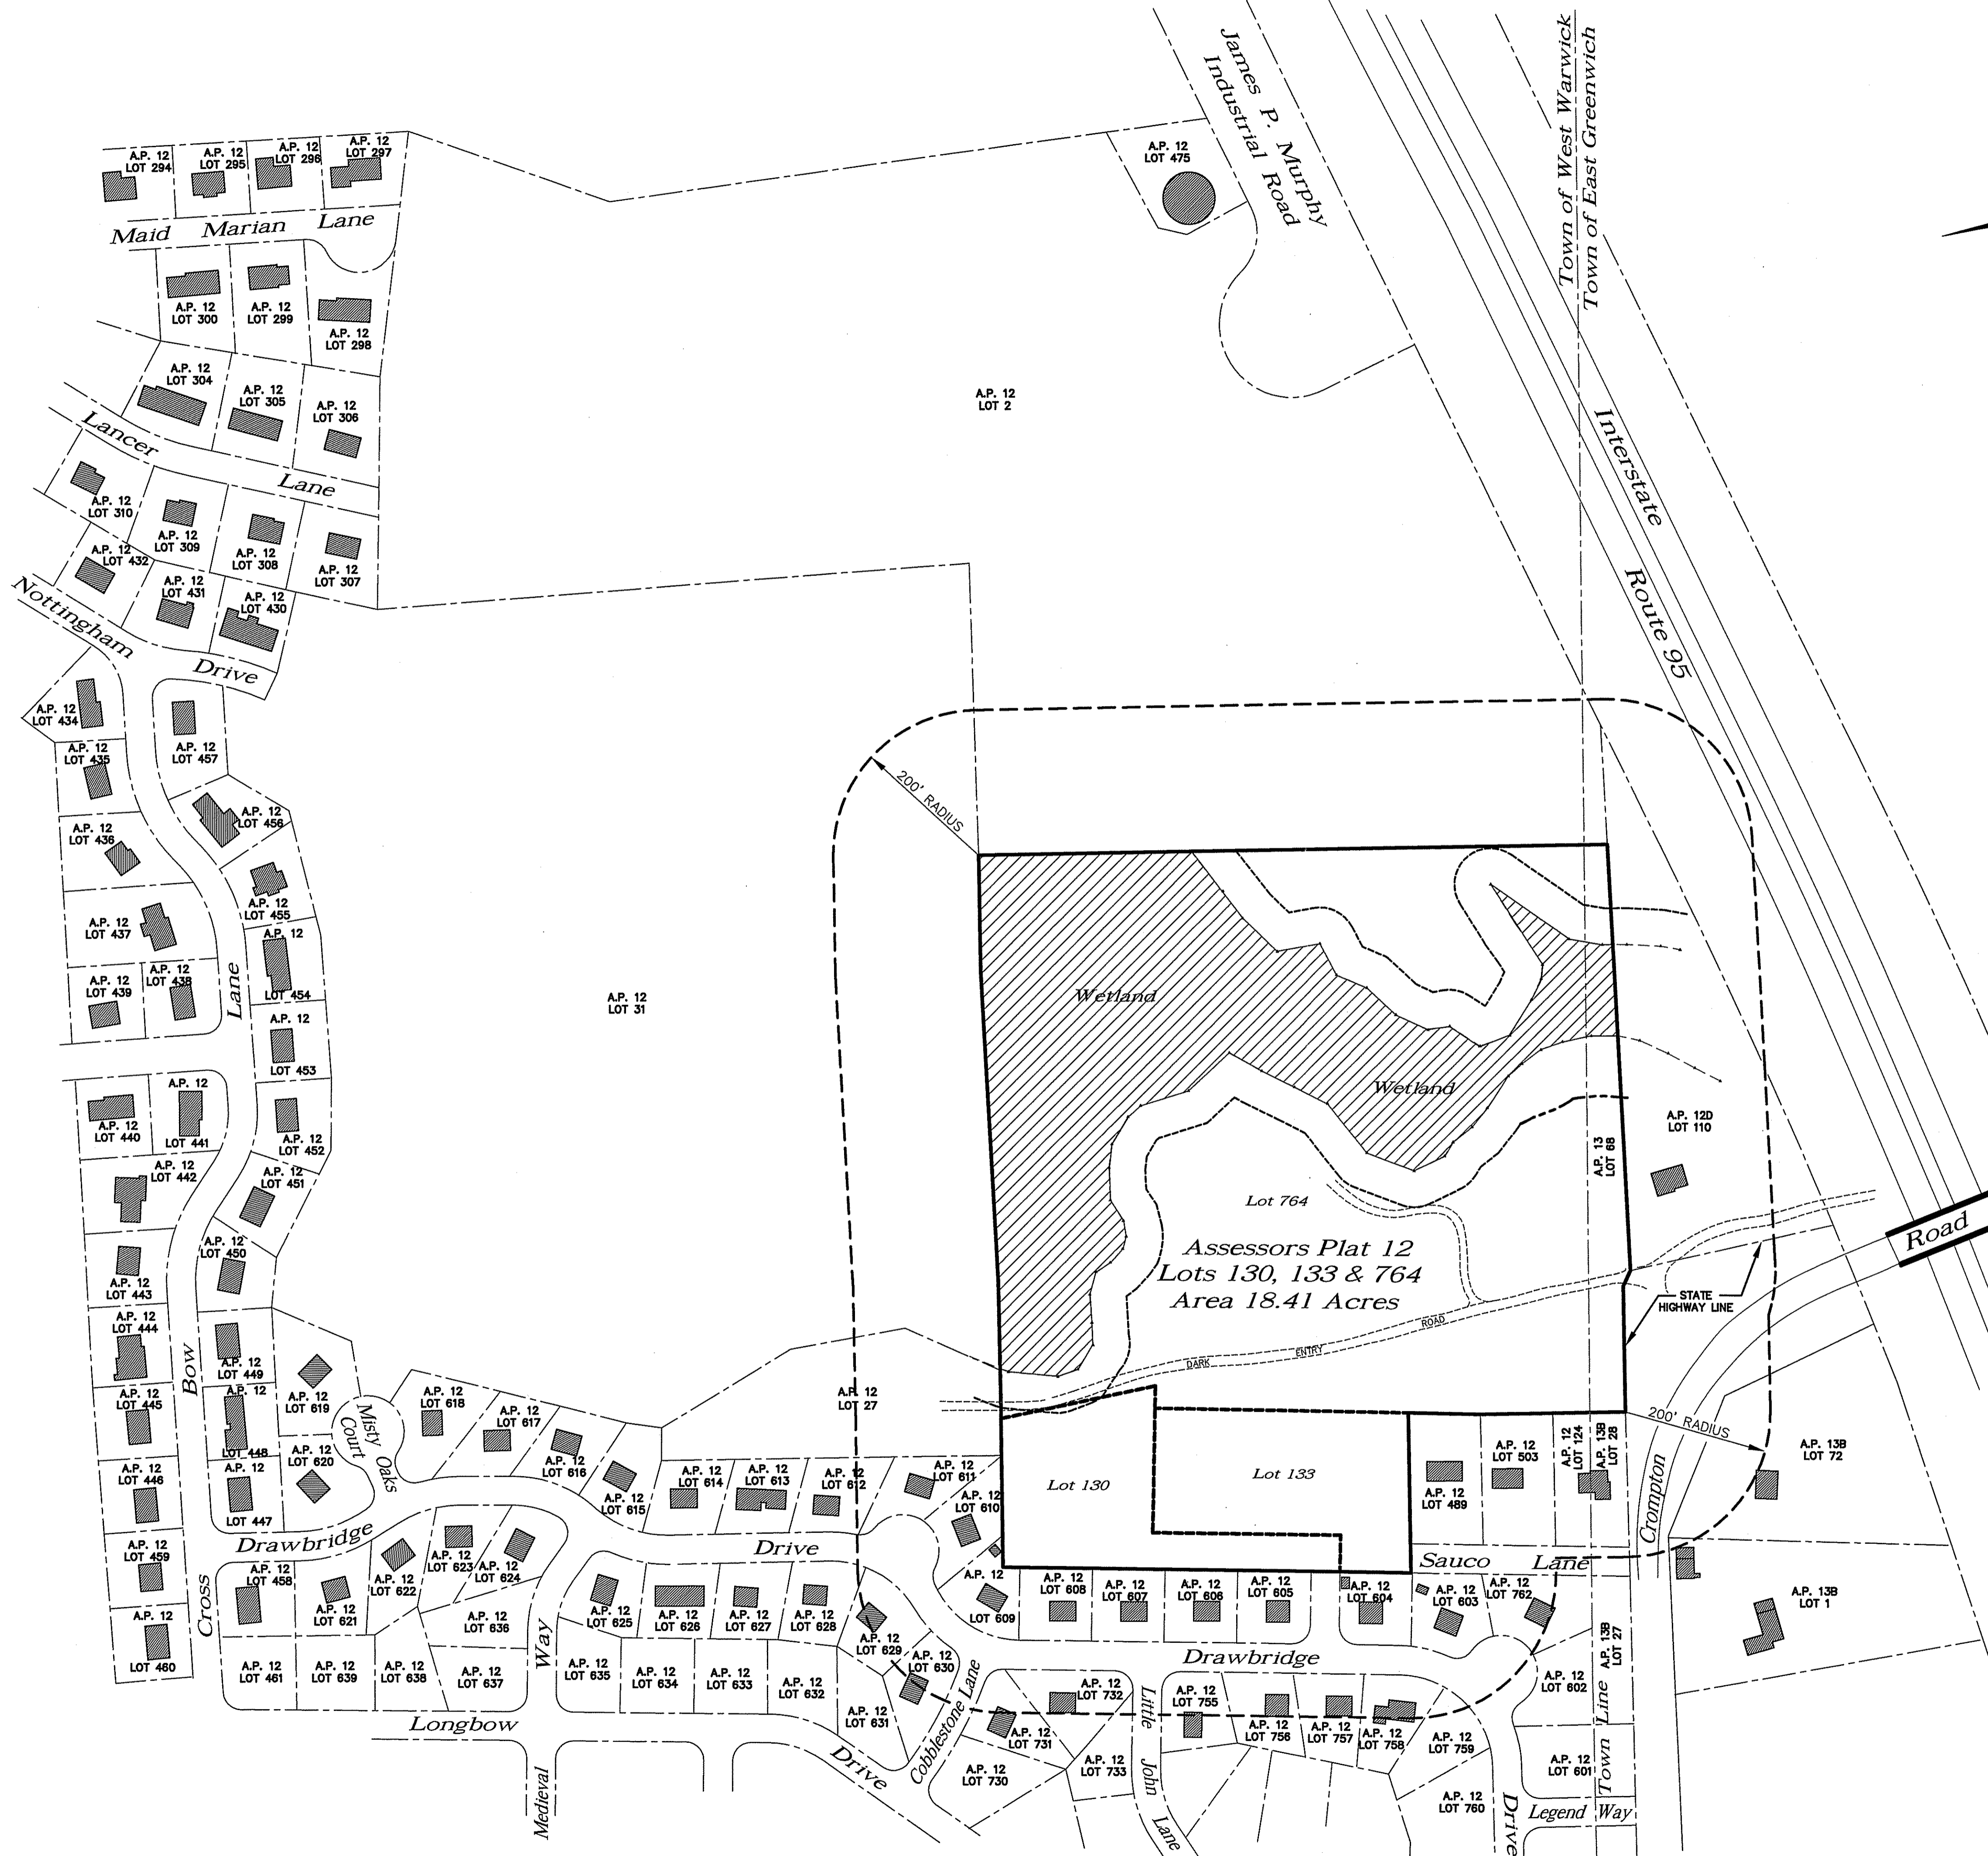 James P. Murphy
Industrial Road
Town of West Warwick
Town of East Greenwich
A.P. 12
LOT 475
A.P. 12
LOT 294
A.P. 12
LOT 295
A.P. 12
LOT 296
A.P. 12
LOT 297
Maid Marian Lane
A.P. 12
LOT 300
A.P. 12
LOT 299
A.P. 12
LOT 298
A.P. 12
LOT 304
A.P. 12
LOT 305
A.P. 12
LOT 306
A.P. 12
LOT 2
Lancer Lane
Interstate Route 95
A.P. 12
LOT 310
A.P. 12
LOT 309
A.P. 12
LOT 308
A.P. 12
LOT 307
A.P. 12
LOT 432
A.P. 12
LOT 431
A.P. 12
LOT 430
Nottingham Drive
A.P. 12
LOT 434
A.P. 12
LOT 435
A.P. 12
LOT 457
A.P. 12
LOT 436
A.P. 12
LOT 456
200' RADIUS
A.P. 12
LOT 455
A.P. 12
LOT 437
A.P. 12
LOT 454
A.P. 12
LOT 439
A.P. 12
LOT 438
Lane
A.P. 12
LOT 31
Wetland
A.P. 12
LOT 453
Wetland
A.P. 12
LOT 440
A.P. 12
LOT 441
A.P. 12
LOT 452
A.P. 12D
LOT 110
A.P. 13
LOT 68
A.P. 12
LOT 442
A.P. 12
LOT 451
Lot 764
Assessors Plat 12
Lots 130, 133 & 764
Area 18.41 Acres
Road
A.P. 12
LOT 450
A.P. 12
LOT 443
STATE
HIGHWAY LINE
DARK ENTRY ROAD
A.P. 12
LOT 444
A.P. 12
LOT 449
Bow
A.P. 12
LOT 619
A.P. 12
LOT 445
A.P. 12
LOT 448
Misty Oaks
Court
A.P. 12
LOT 618
A.P. 12
LOT 617
A.P. 12
LOT 616
A.P. 12
LOT 27
200' RADIUS
A.P. 12
LOT 446
A.P. 12
LOT 447
A.P. 12
LOT 620
A.P. 12
LOT 615
A.P. 12
LOT 614
A.P. 12
LOT 613
A.P. 12
LOT 612
A.P. 12
LOT 611
A.P. 12
LOT 610
Lot 130
Lot 133
A.P. 12
LOT 489
A.P. 12
LOT 503
A.P. 12
LOT 124
A.P. 13B
LOT 28
Crompton
A.P. 13B
LOT 72
Drawbridge Drive
Sauco Lane
A.P. 12
LOT 459
A.P. 12
LOT 458
A.P. 12
LOT 621
A.P. 12
LOT 622
A.P. 12
LOT 623
A.P. 12
LOT 624
A.P. 12
LOT 625
A.P. 12
LOT 626
A.P. 12
LOT 627
A.P. 12
LOT 628
A.P. 12
LOT 609
A.P. 12
LOT 608
A.P. 12
LOT 607
A.P. 12
LOT 606
A.P. 12
LOT 605
A.P. 12
LOT 604
A.P. 12
LOT 603
A.P. 12
LOT 762
A.P. 13B
LOT 1
Cross
A.P. 12
LOT 460
A.P. 12
LOT 636
Way
A.P. 12
LOT 629
A.P. 12
LOT 630
A.P. 13B
LOT 27
Drawbridge
A.P. 12
LOT 461
A.P. 12
LOT 639
A.P. 12
LOT 638
A.P. 12
LOT 637
A.P. 12
LOT 635
A.P. 12
LOT 634
A.P. 12
LOT 633
A.P. 12
LOT 632
A.P. 12
LOT 631
A.P. 12
LOT 602
Cobblestone Lane
A.P. 12
LOT 731
A.P. 12
LOT 732
Little John Lane
A.P. 12
LOT 755
A.P. 12
LOT 756
A.P. 12
LOT 757
A.P. 12
LOT 758
A.P. 12
LOT 759
Longbow Drive
Medieval
A.P. 12
LOT 730
A.P. 12
LOT 733
A.P. 12
LOT 601
Town Line
A.P. 12
LOT 760
Drive
Legend Way